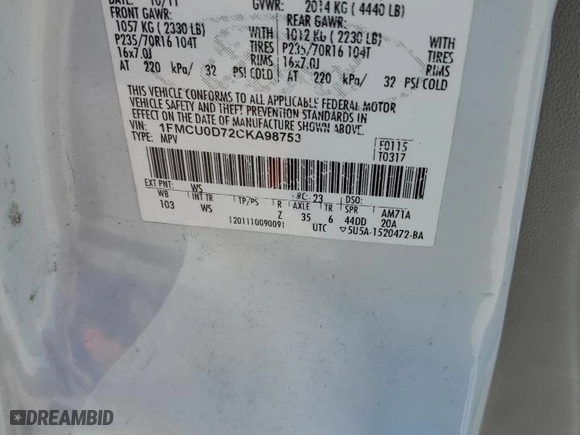 DATE: 10/11 GVWR: 2014 KG ( 4440 LB)
FRONT GAWR: REAR GAWR:
1057 KG ( 2330 LB) 1012 KG ( 2230 LB)
P235/70R16 104T TIRES P235/70R16 104T TIRES
16x7.0J RIMS 16x7.0J RIMS
AT 220 kPa/ 32 PSI COLD AT 220 kPa/ 32 PSI COLD
THIS VEHICLE CONFORMS TO ALL APPLICABLE FEDERAL MOTOR
VEHICLE SAFETY AND THEFT PREVENTION STANDARDS IN
EFFECT ON THE DATE OF MANUFACTURE SHOWN ABOVE.
VIN: 1FMCU0D72CKA98753
TYPE: MPV
F0115
T0317
EXT PNT: WS RC: 23 DSO:
WB INT TR TP/PS R AXLE TR SPR AM71A
103 WS Z 35 6 44DD 20A
120111009009I UTC ▽5U5A-1520472-BA
DREAMBID